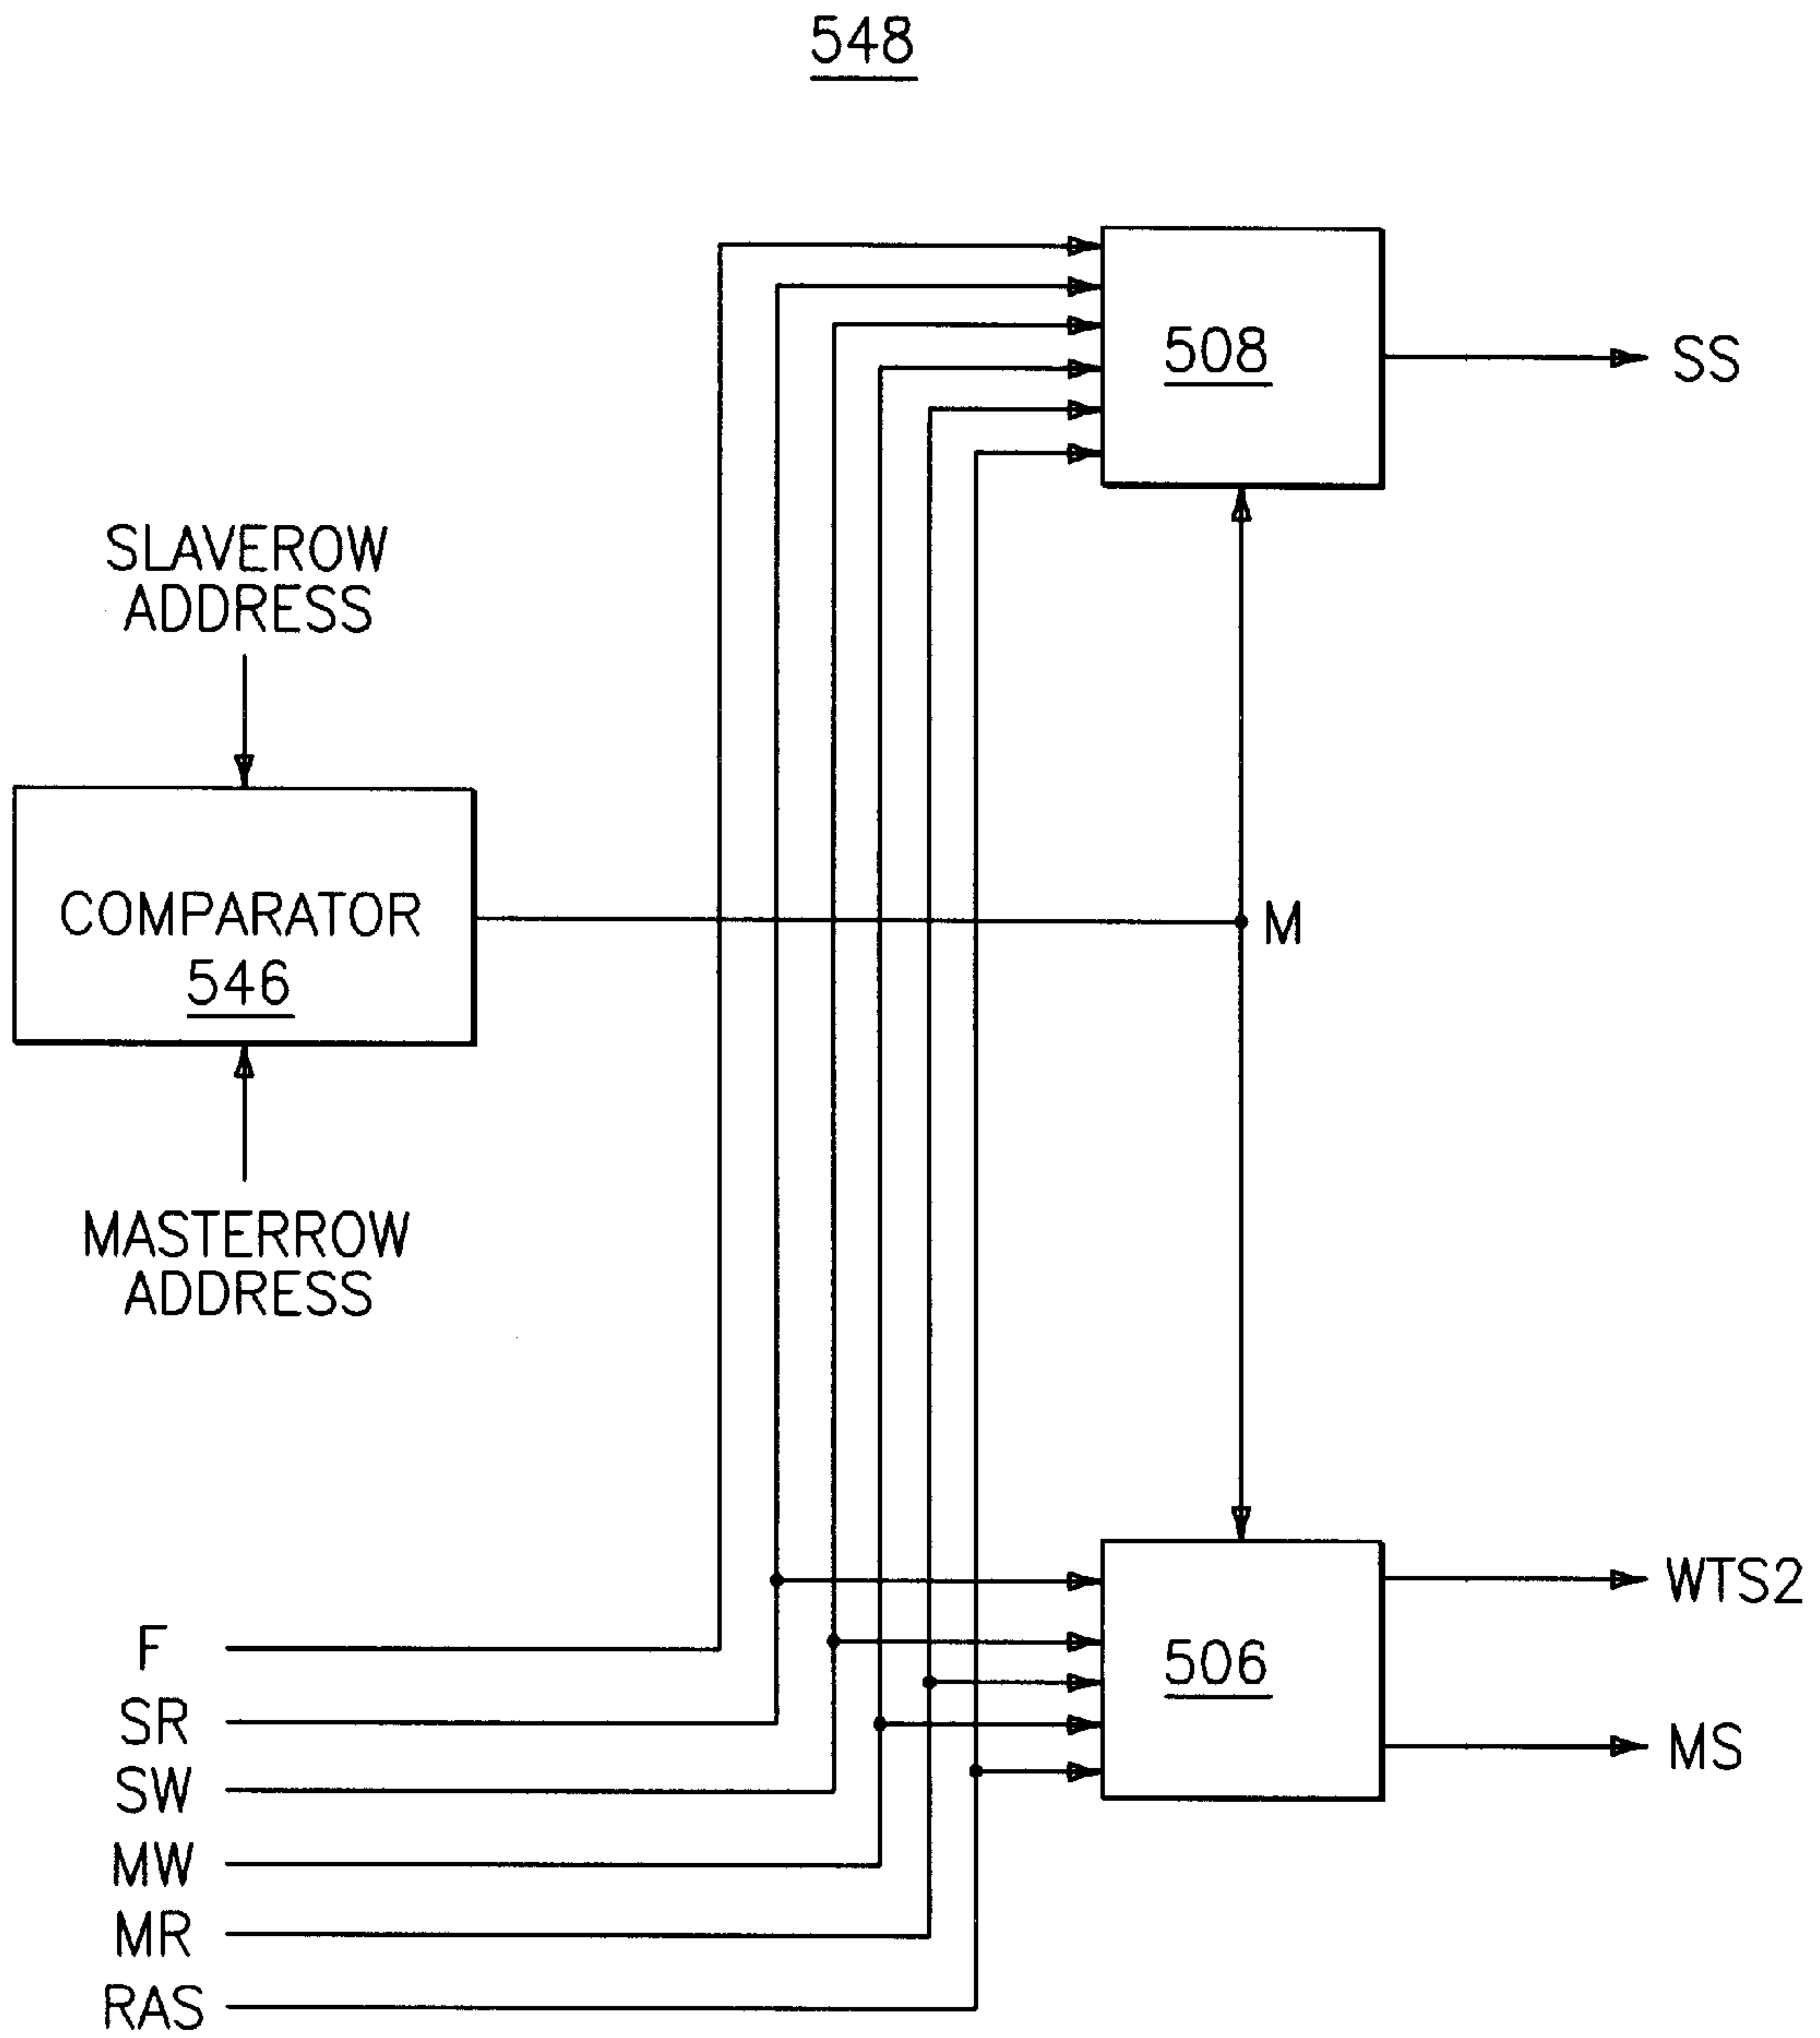 548
508
SS
SLAVEROW
ADDRESS
COMPARATOR
546
M
MASTERROW
ADDRESS
WTS2
506
MS
F
SR
SW
MW
MR
RAS